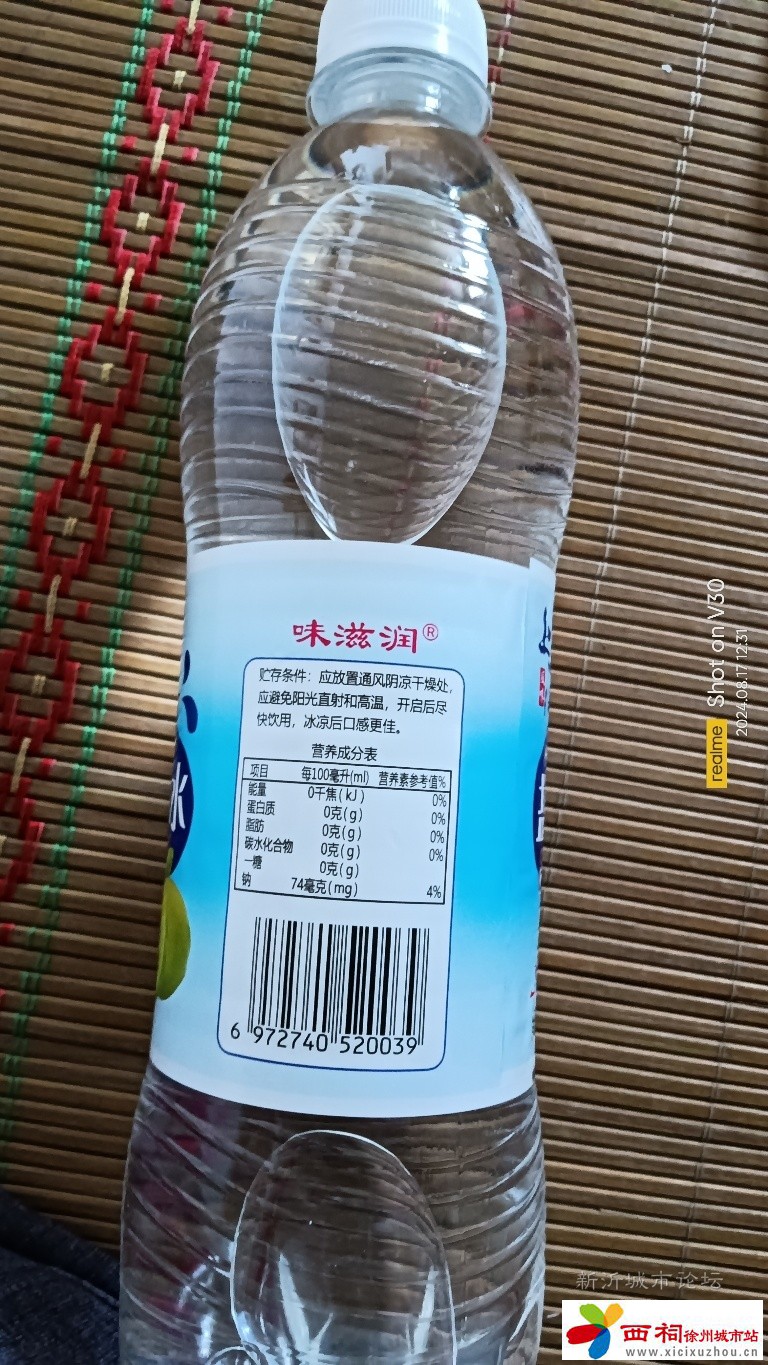 味滋润®
贮存条件：应放置通风阴凉干燥处，
应避免阳光直射和高温，开启后尽
快饮用，冰凉后口感更佳。
营养成分表
项目 每100毫升(ml) 营养素参考值%
能量 0千焦(kJ) 0%
蛋白质 0克(g) 0%
脂肪 0克(g) 0%
碳水化合物 0克(g) 0%
一糖 0克(g)
钠 74毫克(mg) 4%
6 972740 520039
水
realme Shot on V30
2024.08.17 12:31
新沂城市论坛
西祠徐州城市站
www.xicixuzhou.cn